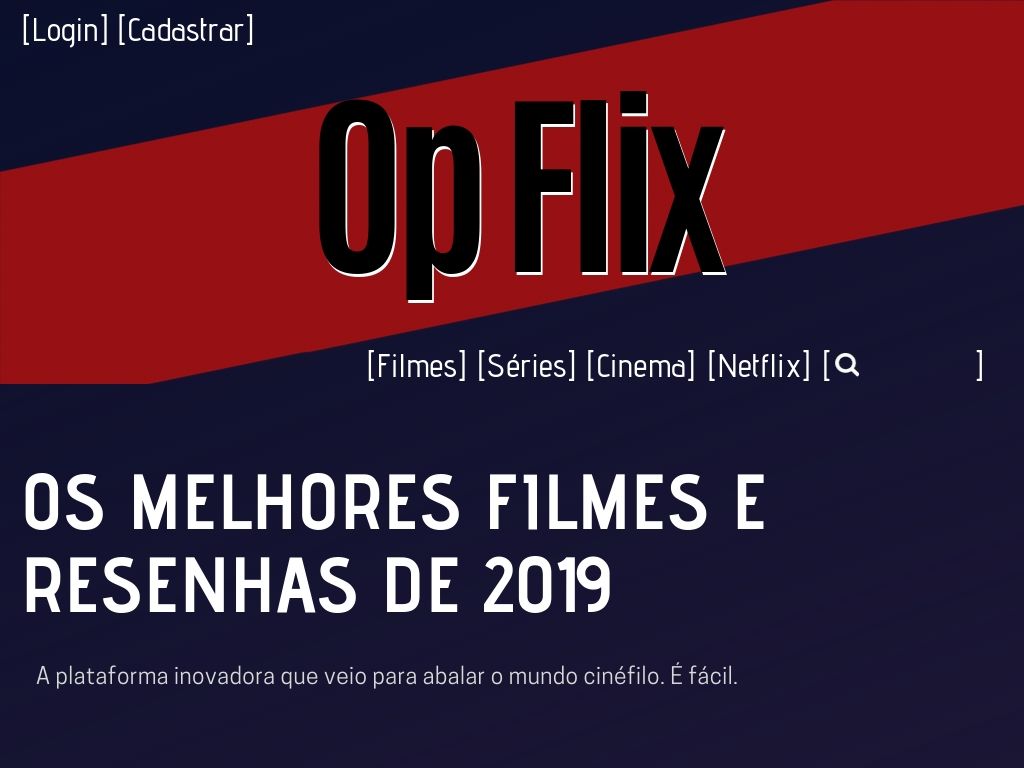 [Login] [Cadastrar]
Op Flix
[Filmes] [Séries] [Cinema] [Netflix] [ ]
OS MELHORES FILMES E
RESENHAS DE 2019
A plataforma inovadora que veio para abalar o mundo cinéfilo. É fácil.